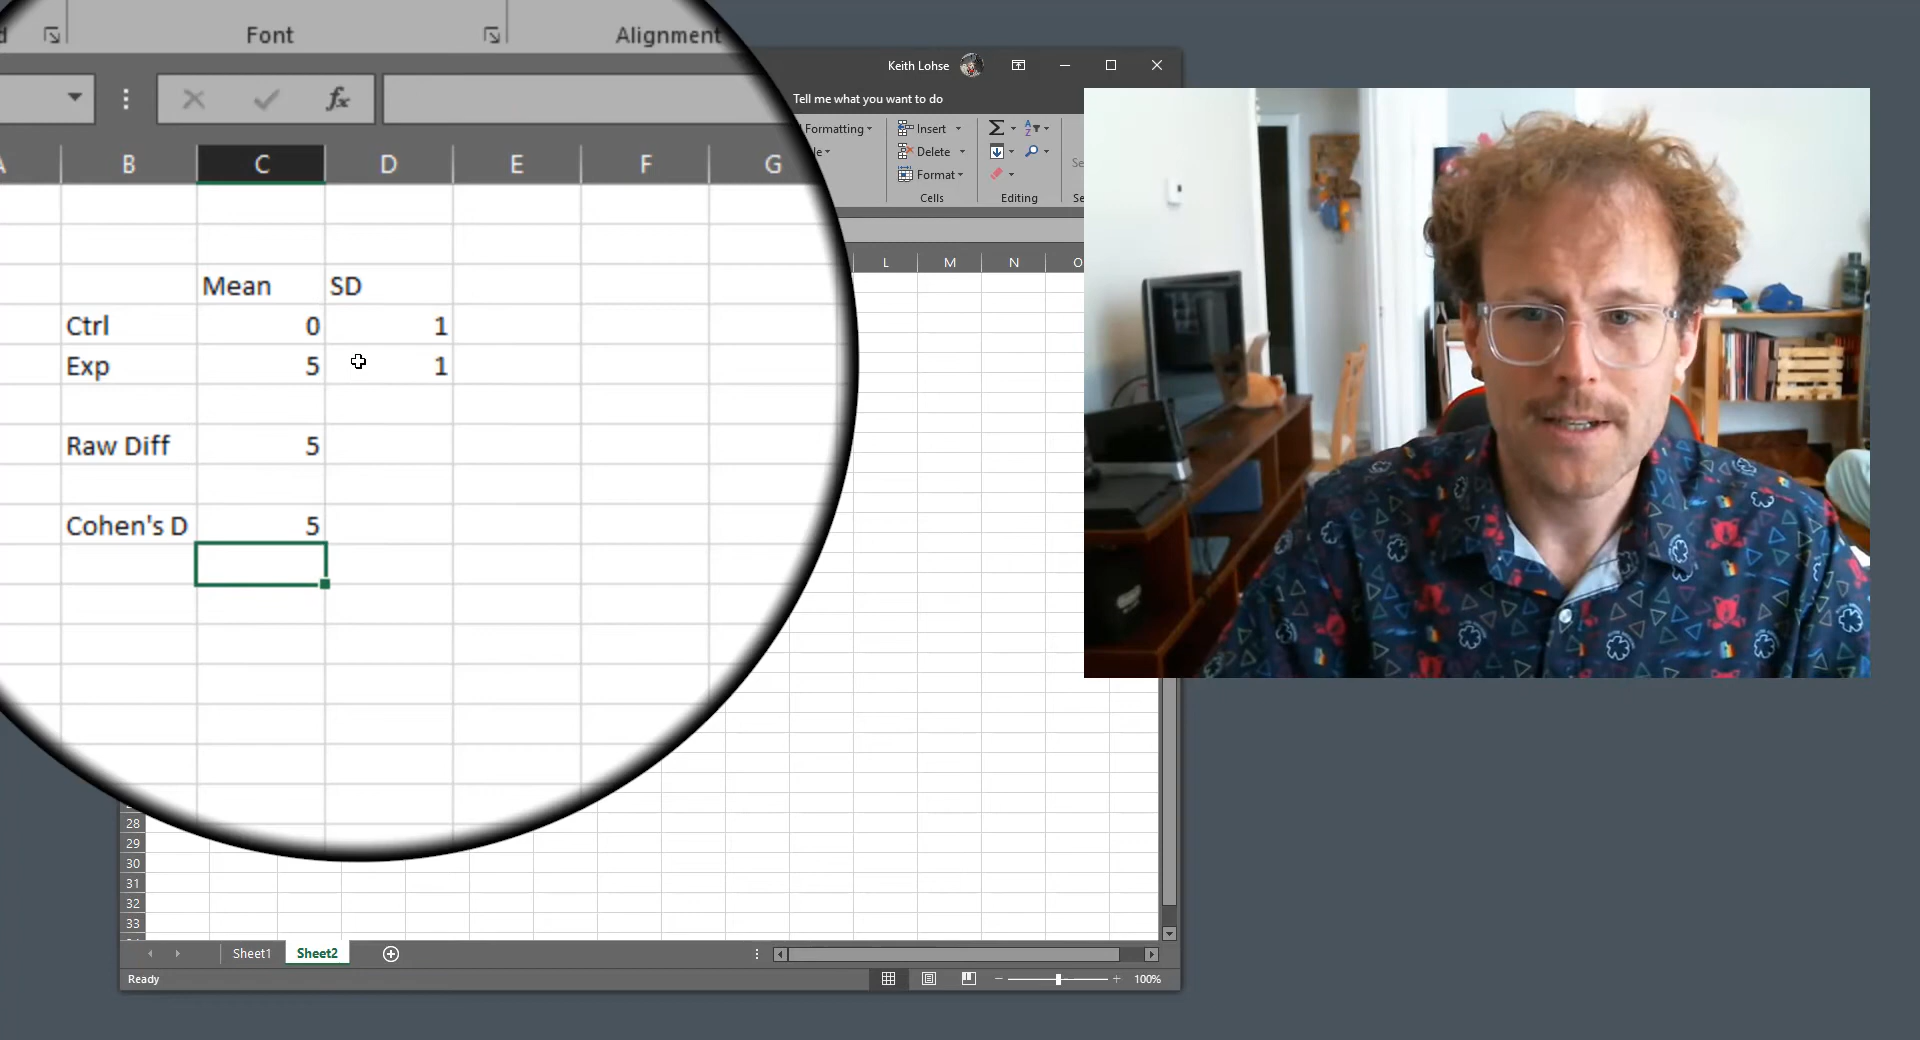 Font
Alignment
Keith Lohse
Tell me what you want to do
Formatting
Insert
Delete
Format
Cells
Editing
fx
B C D E F G L M N O
Mean SD
Ctrl 0 1
Exp 5 1
Raw Diff 5
Cohen's D 5
28
29
30
31
32
33
Sheet1 Sheet2
Ready 100%